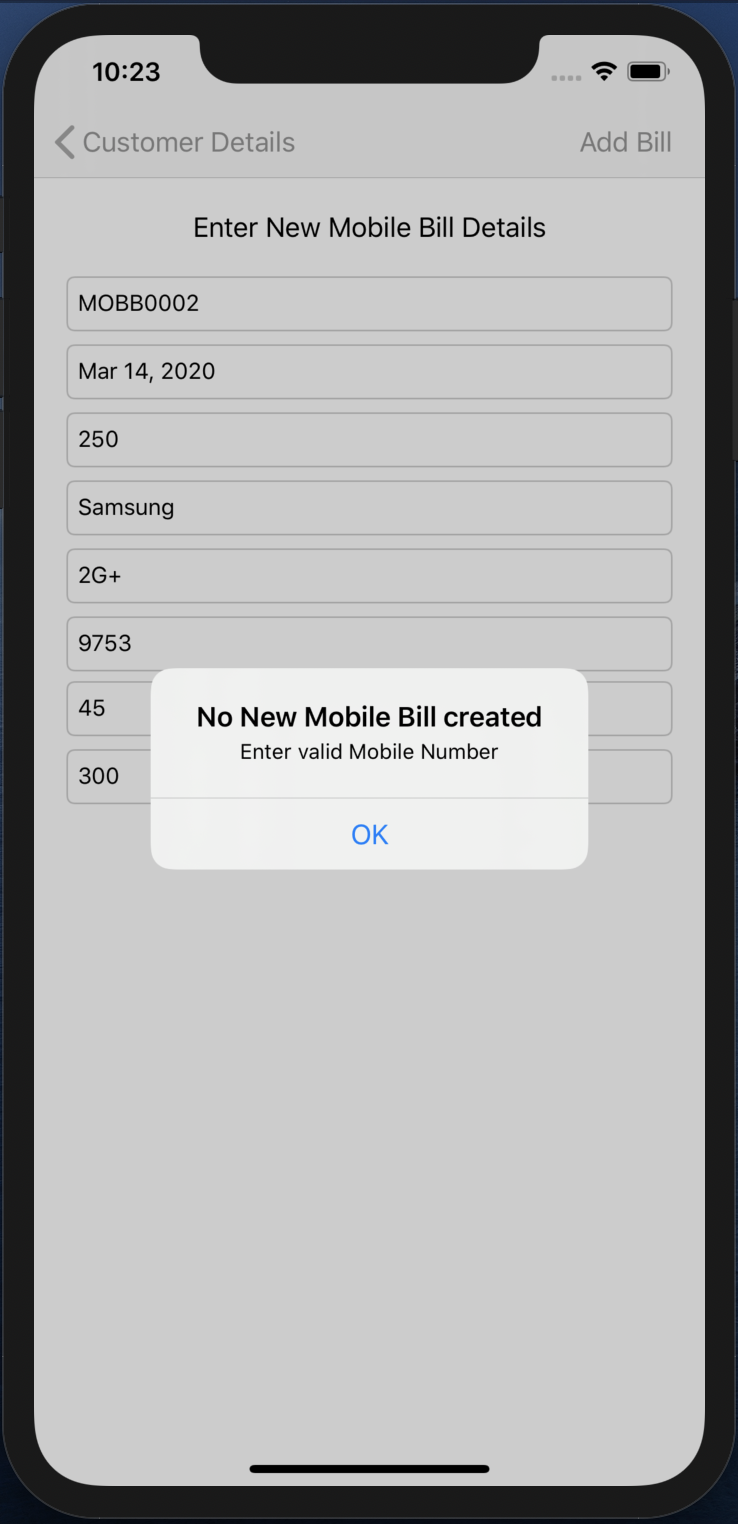 10:23
Customer Details Add Bill
Enter New Mobile Bill Details
MOBB0002
Mar 14, 2020
250
Samsung
2G+
9753
45
300
No New Mobile Bill created
Enter valid Mobile Number
OK